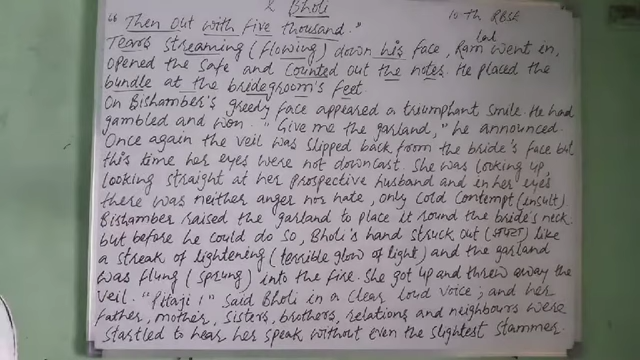 Bholi
10 Th RBSE
"Then out with five thousand."
Tears streaming (flowing) down his face, Ram Lal went in,
opened the safe and counted out the notes. He placed the
bundle at the bredegroom's feet.
On Bishamber's greedy face appeared a triumphant smile. He had
gambled and won. "Give me the garland," he announced.
Once again the veil was slipped back from the bride's face but
this time her eyes were not downcast. She was looking up,
looking straight at her prospective husband and in her eyes
there was neither anger nor hate, only cold contempt (insult).
Bishamber raised the garland to place it round the bride's neck.
but before he could do so, Bholi's hand struck out like
a streak of lightening (terrible glow of light) and the garland
was flung (sprung) into the fire. She got up and threw away the
veil. "Pitaji!" said Bholi in a clear loud voice; and her
father, mother, sisters, brothers, relations and neighbours were
startled to hear her speak without even the slightest stammer.